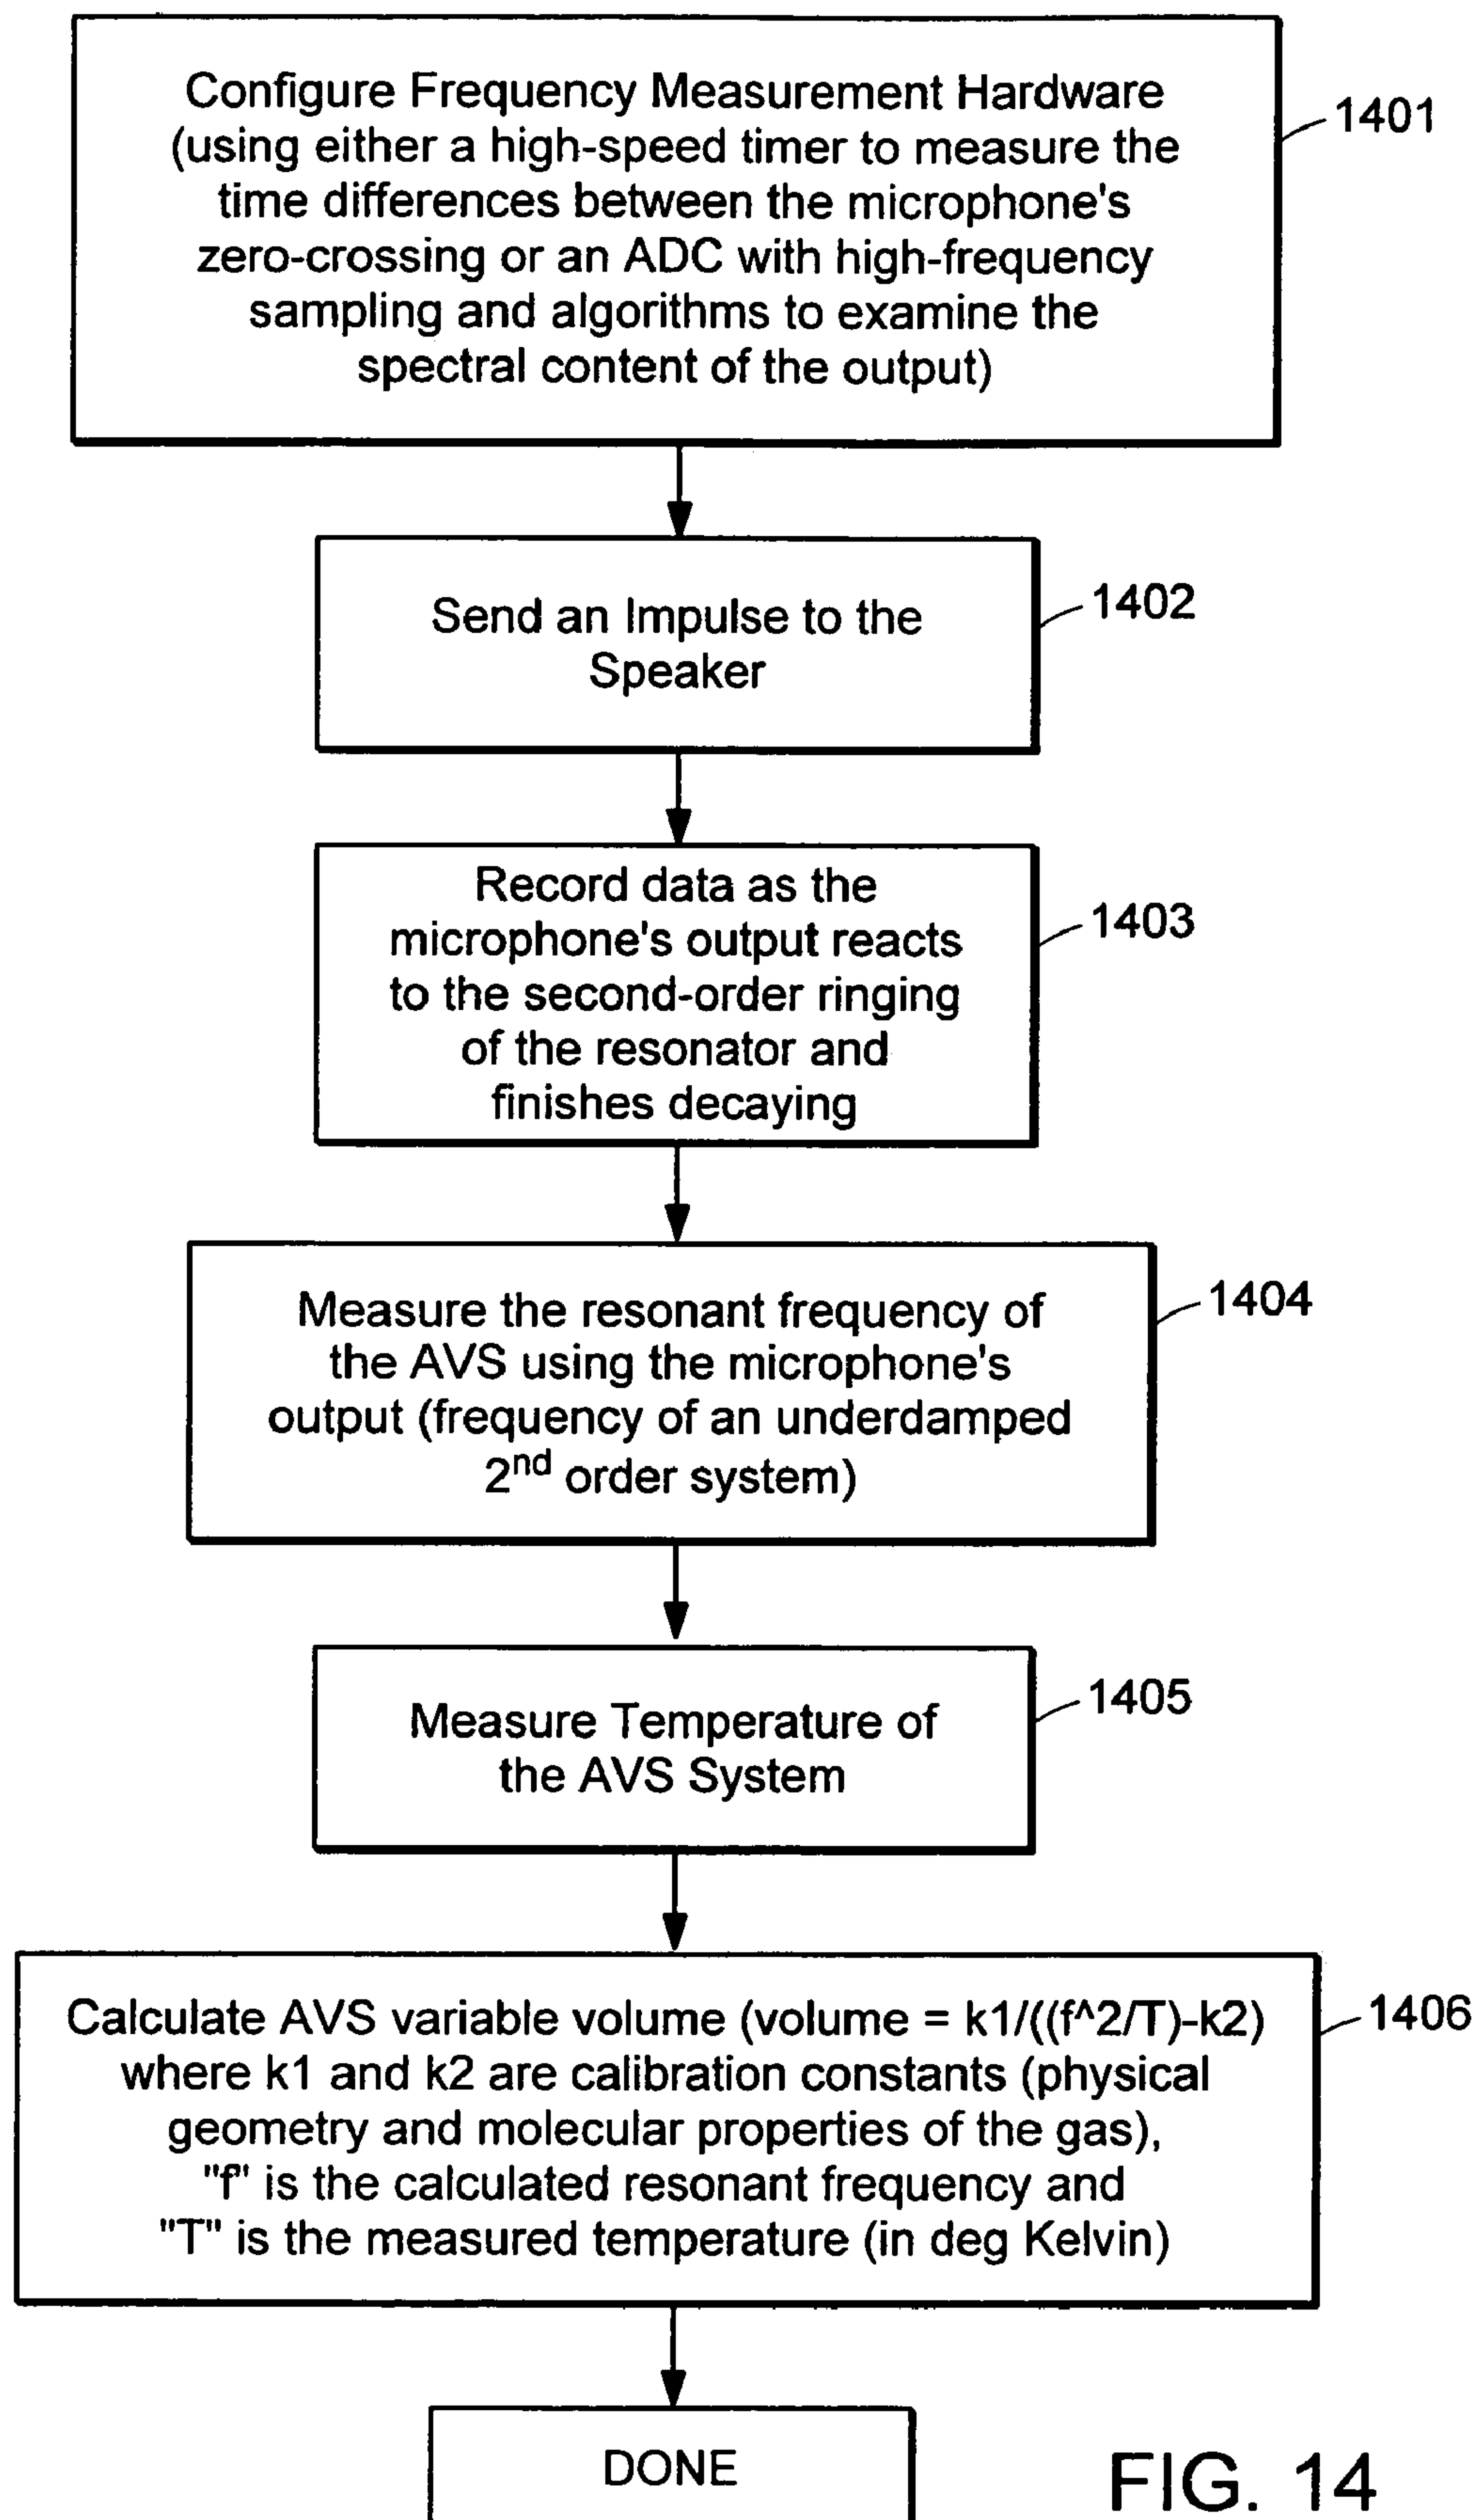 Configure Frequency Measurement Hardware
(using either a high-speed timer to measure the
time differences between the microphone's
zero-crossing or an ADC with high-frequency
sampling and algorithms to examine the
spectral content of the output)
1401
Send an Impulse to the
Speaker
1402
Record data as the
microphone's output reacts
to the second-order ringing
of the resonator and
finishes decaying
1403
Measure the resonant frequency of
the AVS using the microphone's
output (frequency of an underdamped
2nd order system)
1404
Measure Temperature of
the AVS System
1405
Calculate AVS variable volume (volume = k1/((f^2/T)-k2)
where k1 and k2 are calibration constants (physical
geometry and molecular properties of the gas),
"f" is the calculated resonant frequency and
"T" is the measured temperature (in deg Kelvin)
1406
DONE
FIG. 14